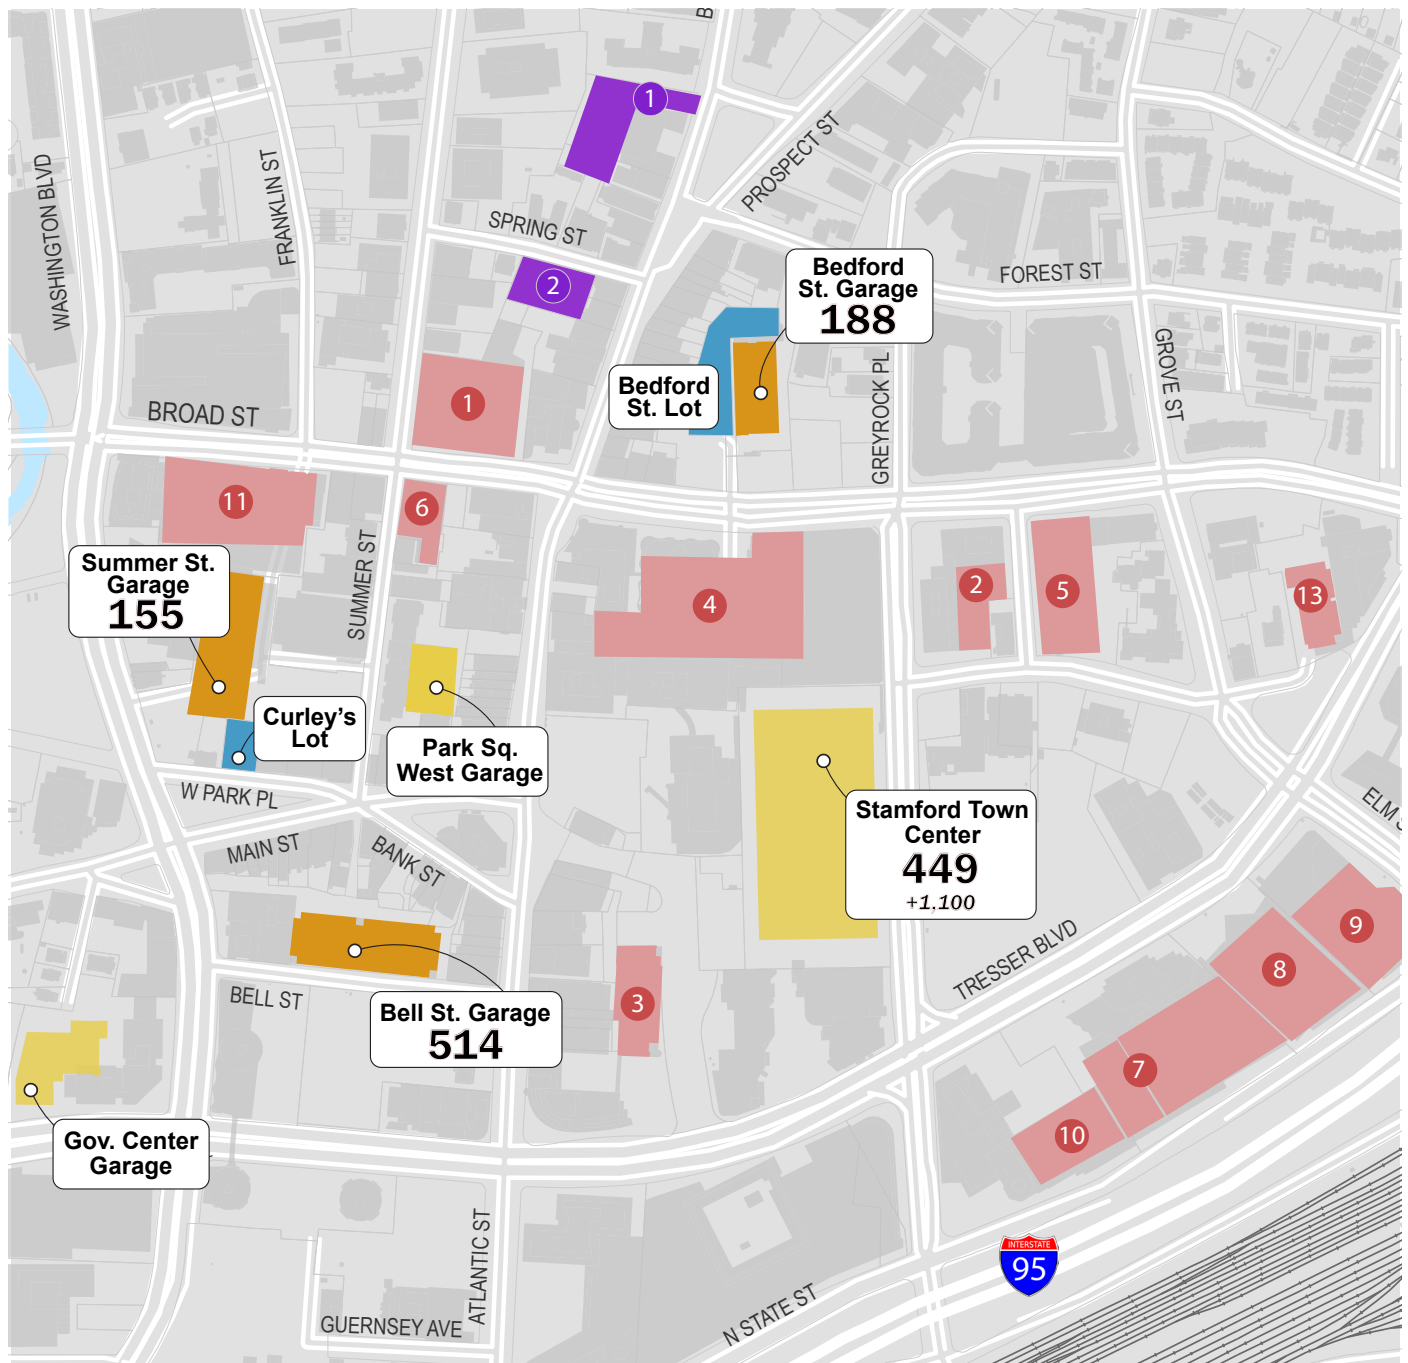 B
1
PROSPECT ST
WASHINGTON BLVD
FRANKLIN ST
SPRING ST
2
Bedford
St. Garage
188
FOREST ST
GROVE ST
GREYROCK PL
Bedford
St. Lot
1
BROAD ST
11
6
SUMMER ST
Summer St.
Garage
155
4
2
5
13
Curley's
Lot
Park Sq.
West Garage
W PARK PL
MAIN ST
BANK ST
Stamford Town
Center
449
+1,100
ELM S
TRESSER BLVD
9
8
7
10
3
BELL ST
Bell St. Garage
514
Gov. Center
Garage
ATLANTIC ST
GUERNSEY AVE
N STATE ST
INTERSTATE
95